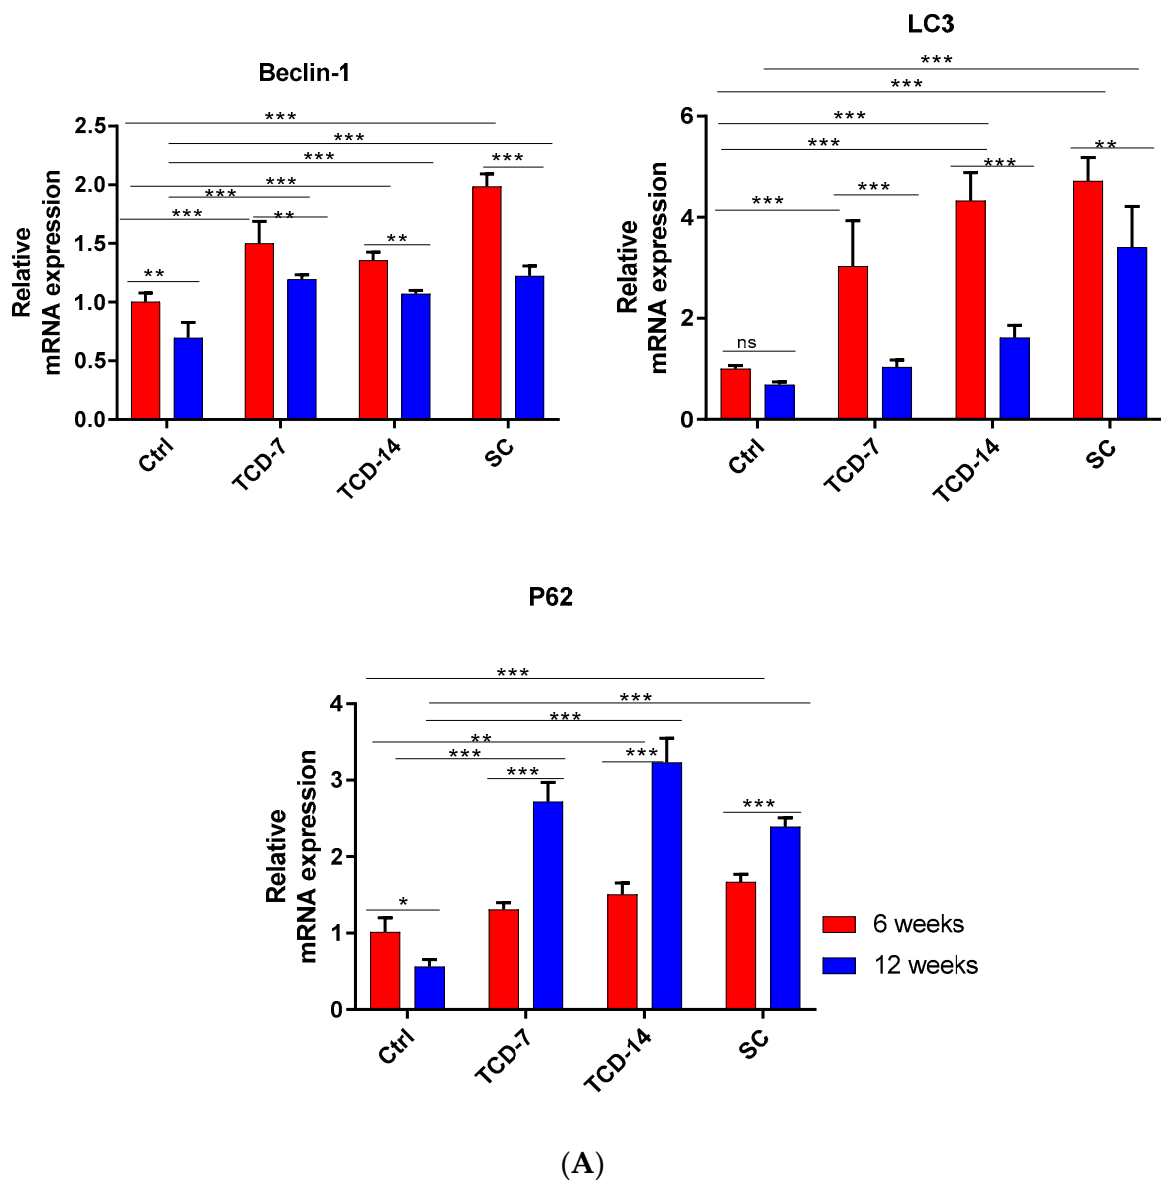 Beclin-1
Relative
mRNA expression
2.5
2.0
1.5
1.0
0.5
0.0
***
***
***
***
***
***
***
**
**
**
Ctrl
TCD-7
TCD-14
SC
LC3
Relative
mRNA expression
6
4
2
0
***
***
***
***
**
***
***
***
ns
Ctrl
TCD-7
TCD-14
SC
P62
Relative
mRNA expression
4
3
2
1
0
***
***
***
**
***
***
***
***
*
Ctrl
TCD-7
TCD-14
SC
6 weeks
12 weeks
(A)